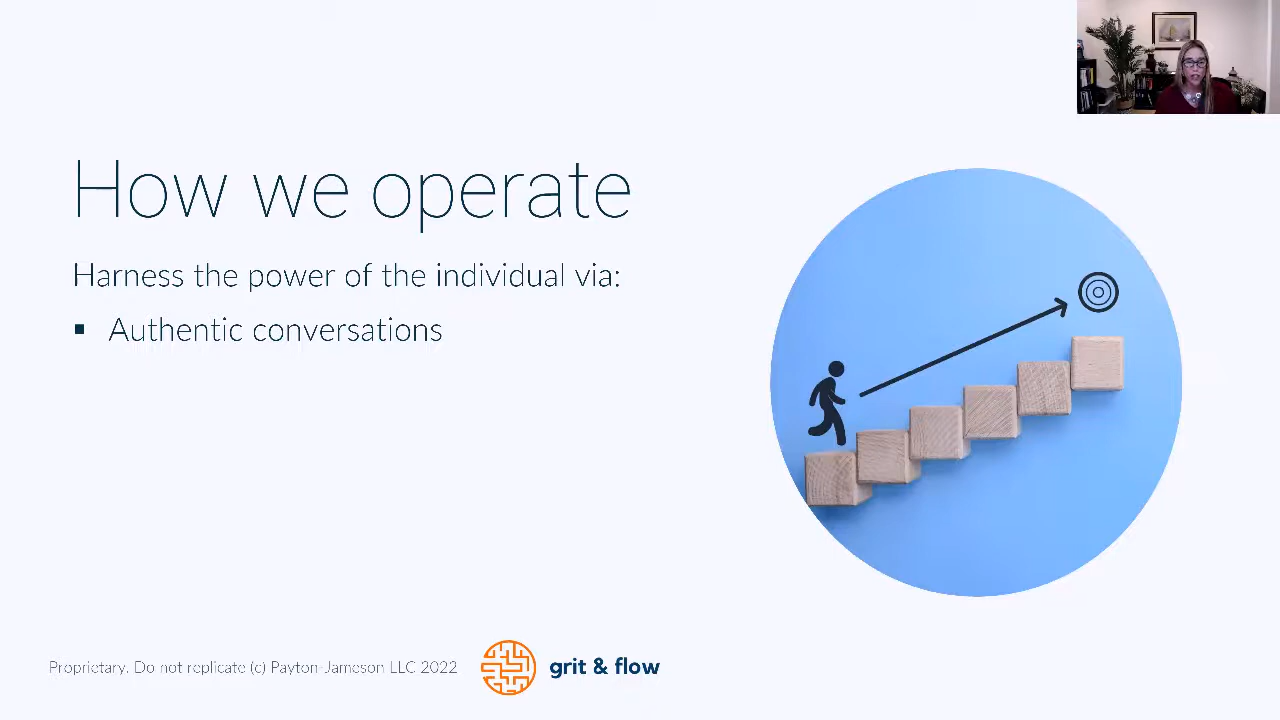 How we operate
Harness the power of the individual via:
▪ Authentic conversations
Proprietary. Do not replicate (c) Payton-Jameson LLC 2022
grit & flow